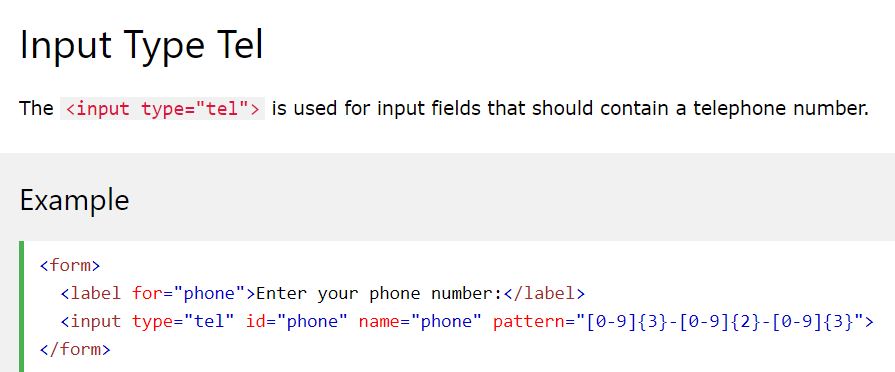 Input Type Tel
The <input type="tel"> is used for input fields that should contain a telephone number.
Example
<form>
  <label for="phone">Enter your phone number:</label>
  <input type="tel" id="phone" name="phone" pattern="[0-9]{3}-[0-9]{2}-[0-9]{3}">
</form>